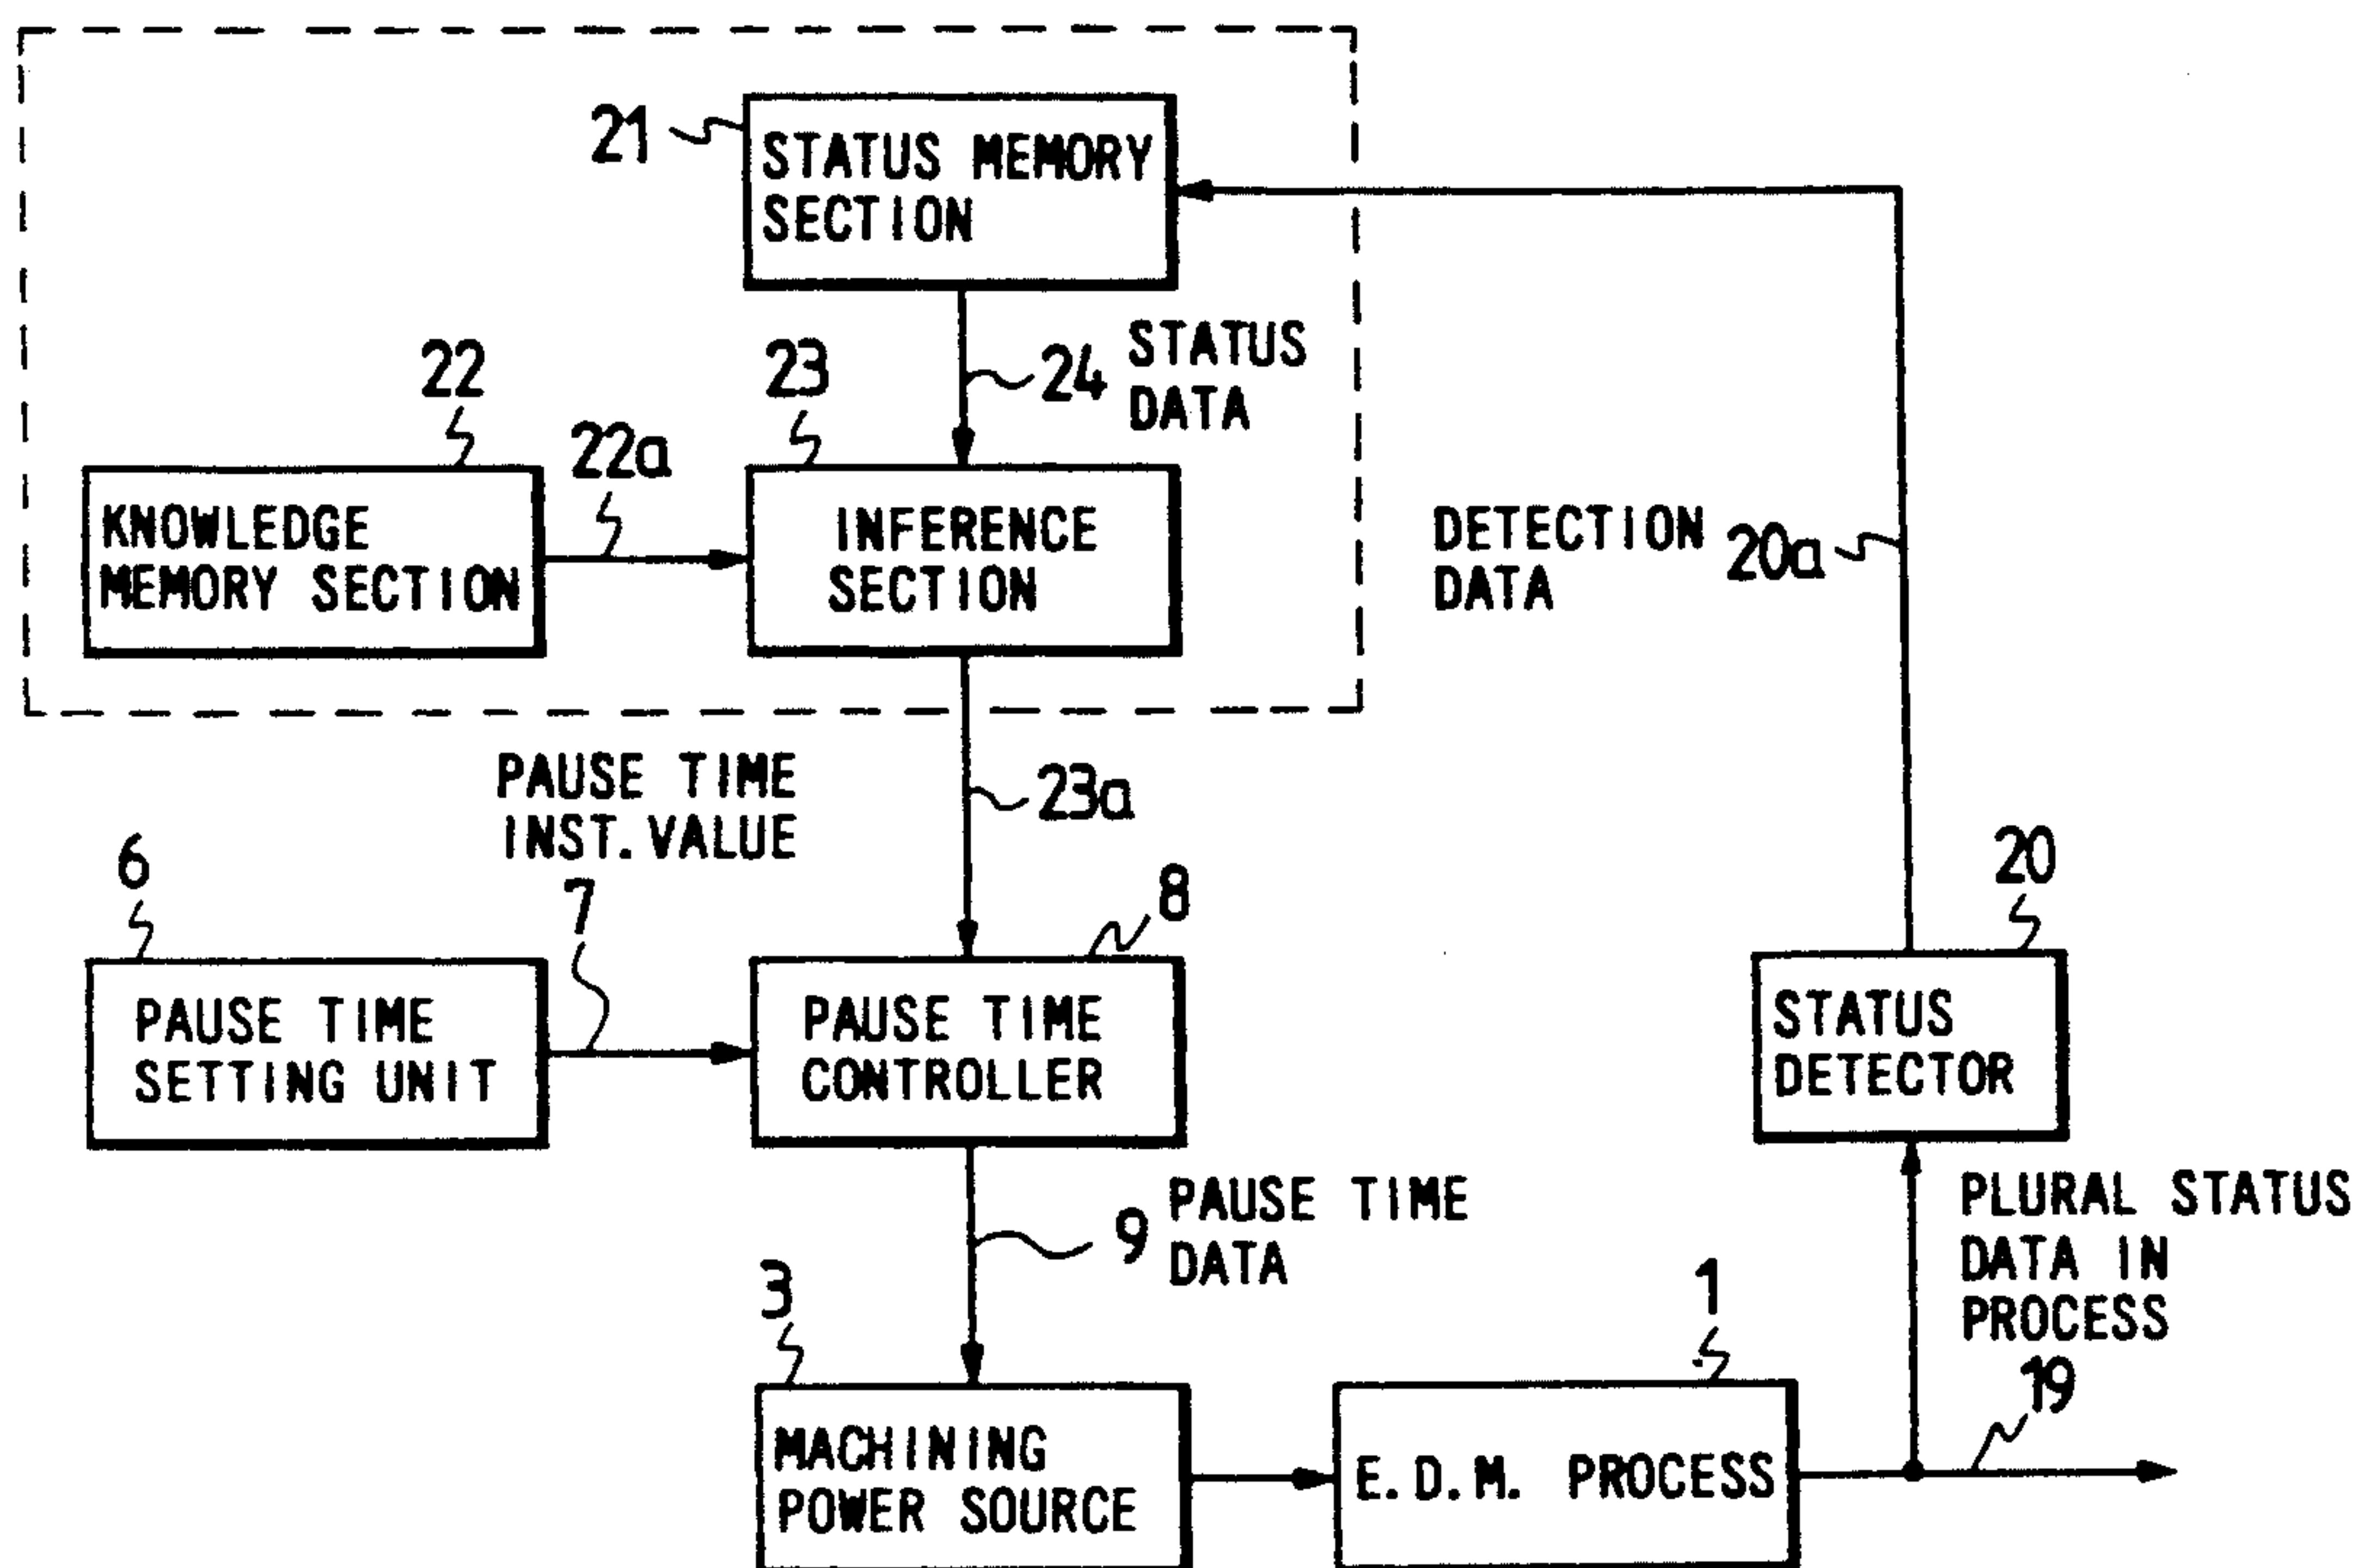 21
STATUS MEMORY
SECTION
24
STATUS
DATA
22
22a
23
KNOWLEDGE
MEMORY SECTION
INFERENCE
SECTION
DETECTION
DATA
20a
PAUSE TIME
INST. VALUE
7
23a
6
8
20
PAUSE TIME
SETTING UNIT
PAUSE TIME
CONTROLLER
STATUS
DETECTOR
9
PAUSE TIME
DATA
PLURAL STATUS
DATA IN
PROCESS
19
3
1
MACHINING
POWER SOURCE
E. D. M. PROCESS